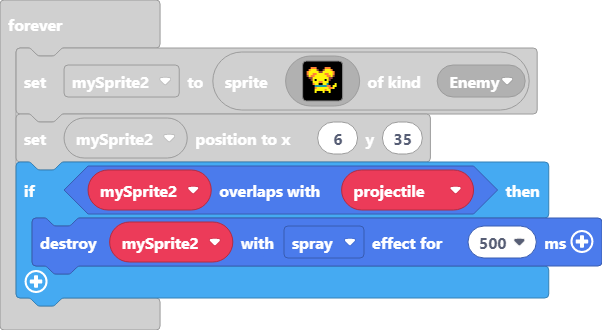 forever
set mySprite2 to sprite of kind Enemy
set mySprite2 position to x 6 y 35
if mySprite2 overlaps with projectile then
destroy mySprite2 with spray effect for 500 ms